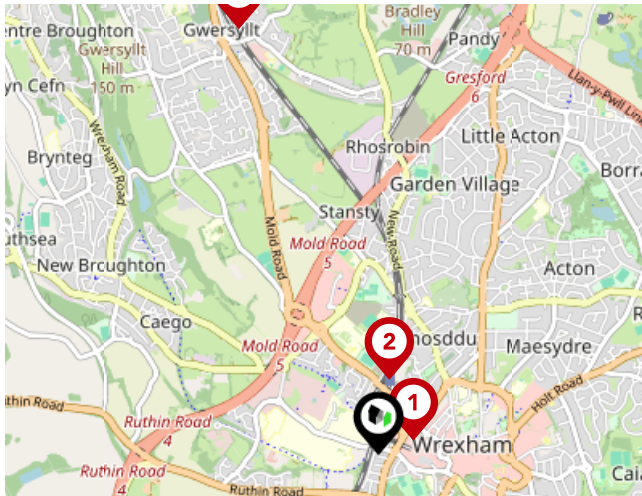 Bradley
Hill
70 m
entre Broughton
Gwersyllt
Pandy
Gwersyllt
Hill
150 m
Gresford
6
Llan-y-Pwll Link
yn Cefn
Wrexham Road
Little Acton
Rhosrobin
Brynteg
Borra
Garden Village
Stansty
New Road
Mold Road
Mold Road
5
uthsea
New Broughton
Acton
Caego
R
2
hosddu
Mold Road
5
Maesydre
1
Holt Road
uthin Road
Ruthin Road
4
Wrexham
Ruthin Road
4
Ruthin Road
Cai